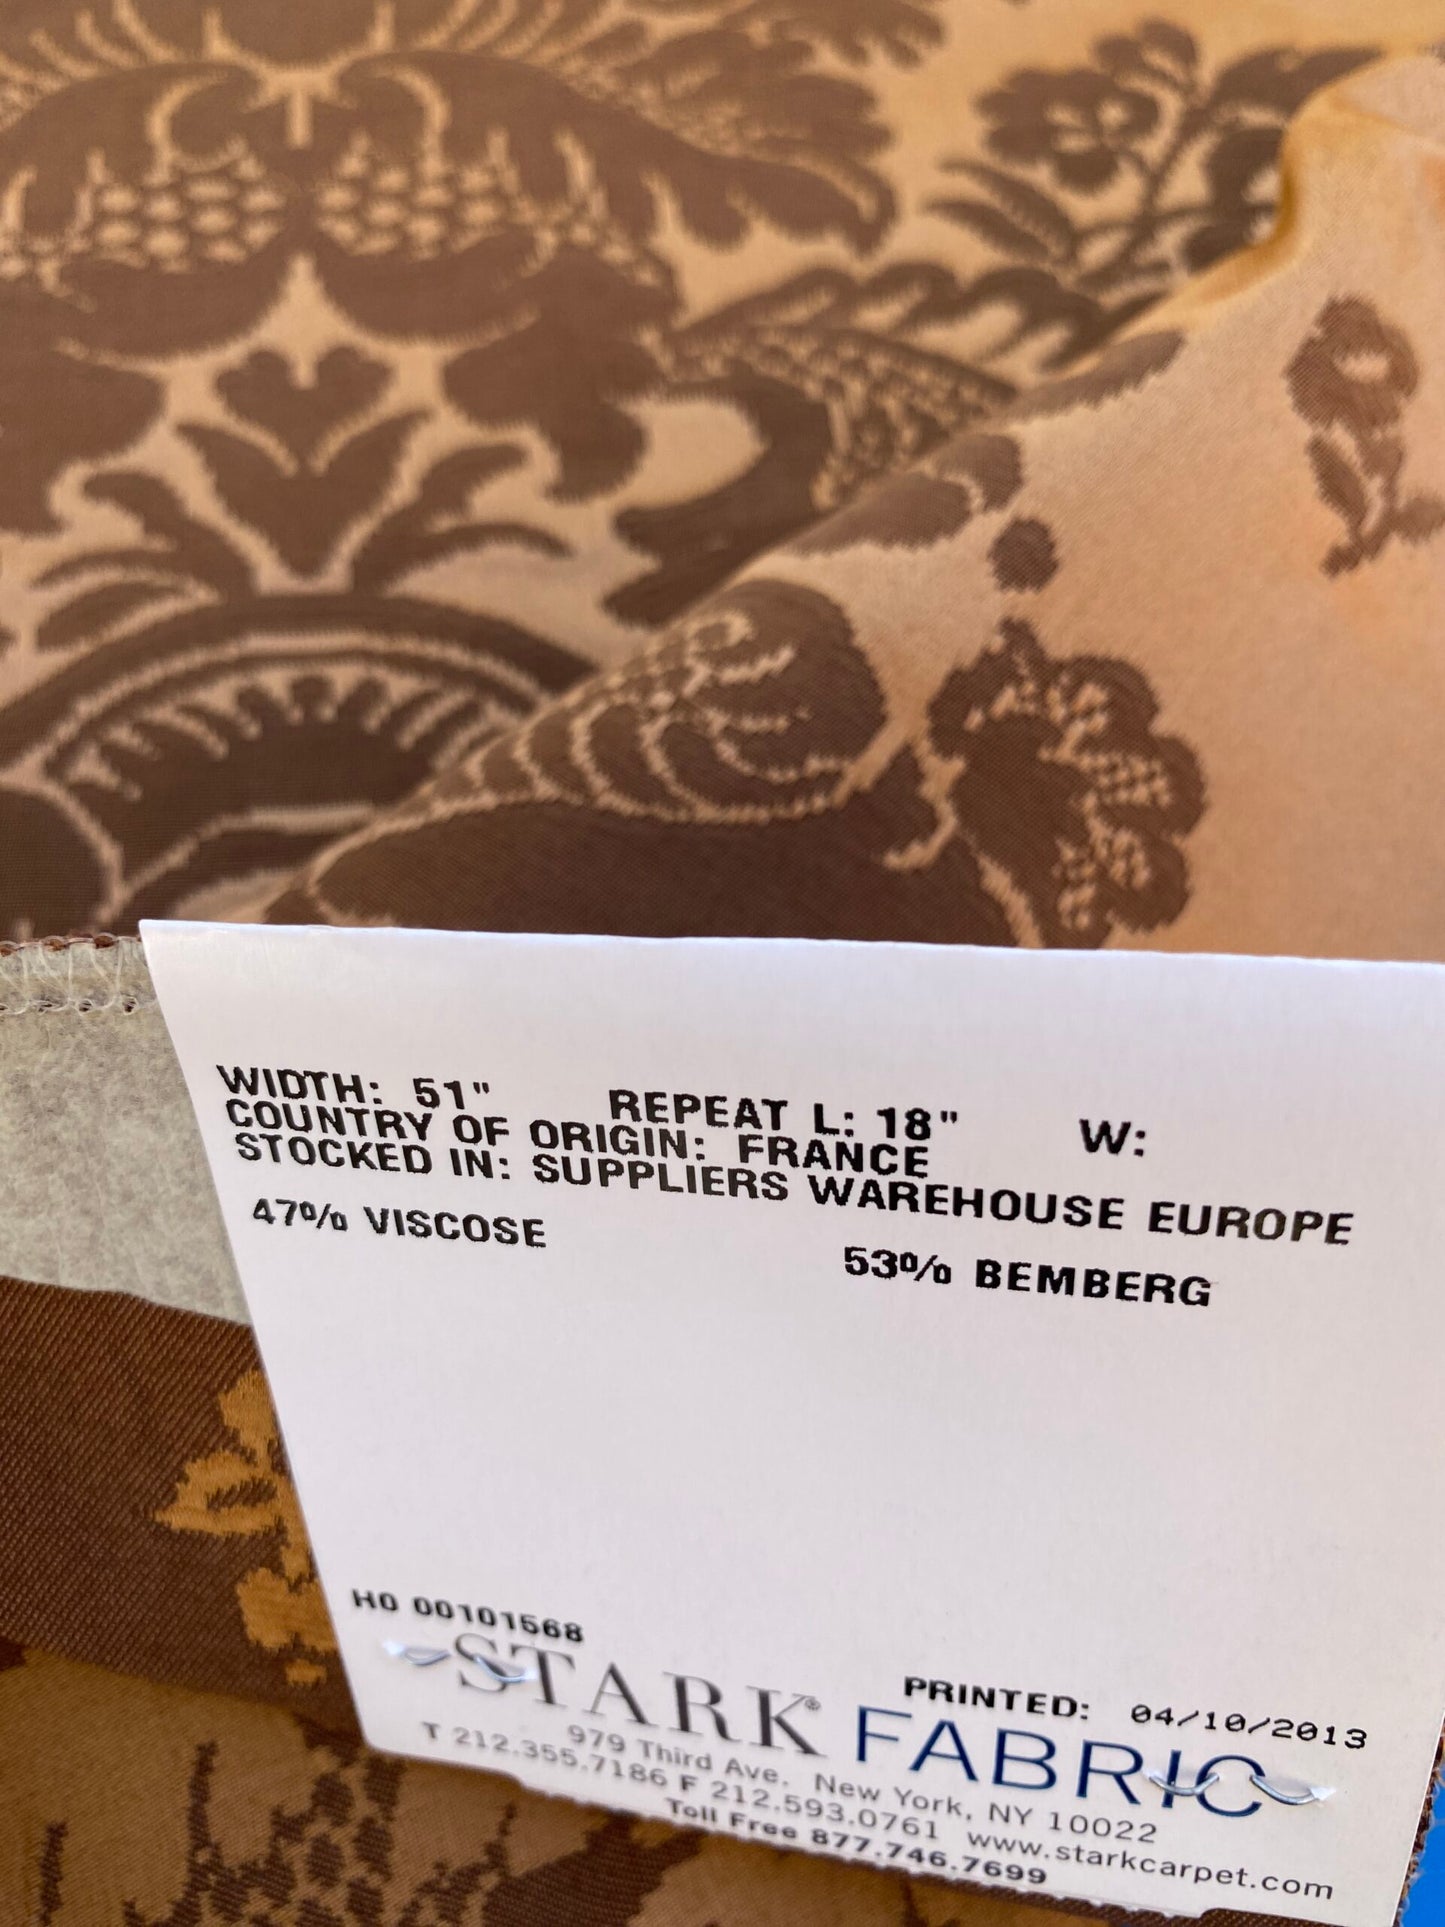 WIDTH: 51" REPEAT L: 18" W:
COUNTRY OF ORIGIN: FRANCE
STOCKED IN: SUPPLIERS WAREHOUSE EUROPE
47% VISCOSE 53% BEMBERG
HO 00101568
PRINTED: 04/10/2013
STARK® FABRIC
979 Third Ave. New York, NY 10022
T 212.355.7186 F 212.593.0761 www.starkcarpet.com
Toll Free 877.746.7699